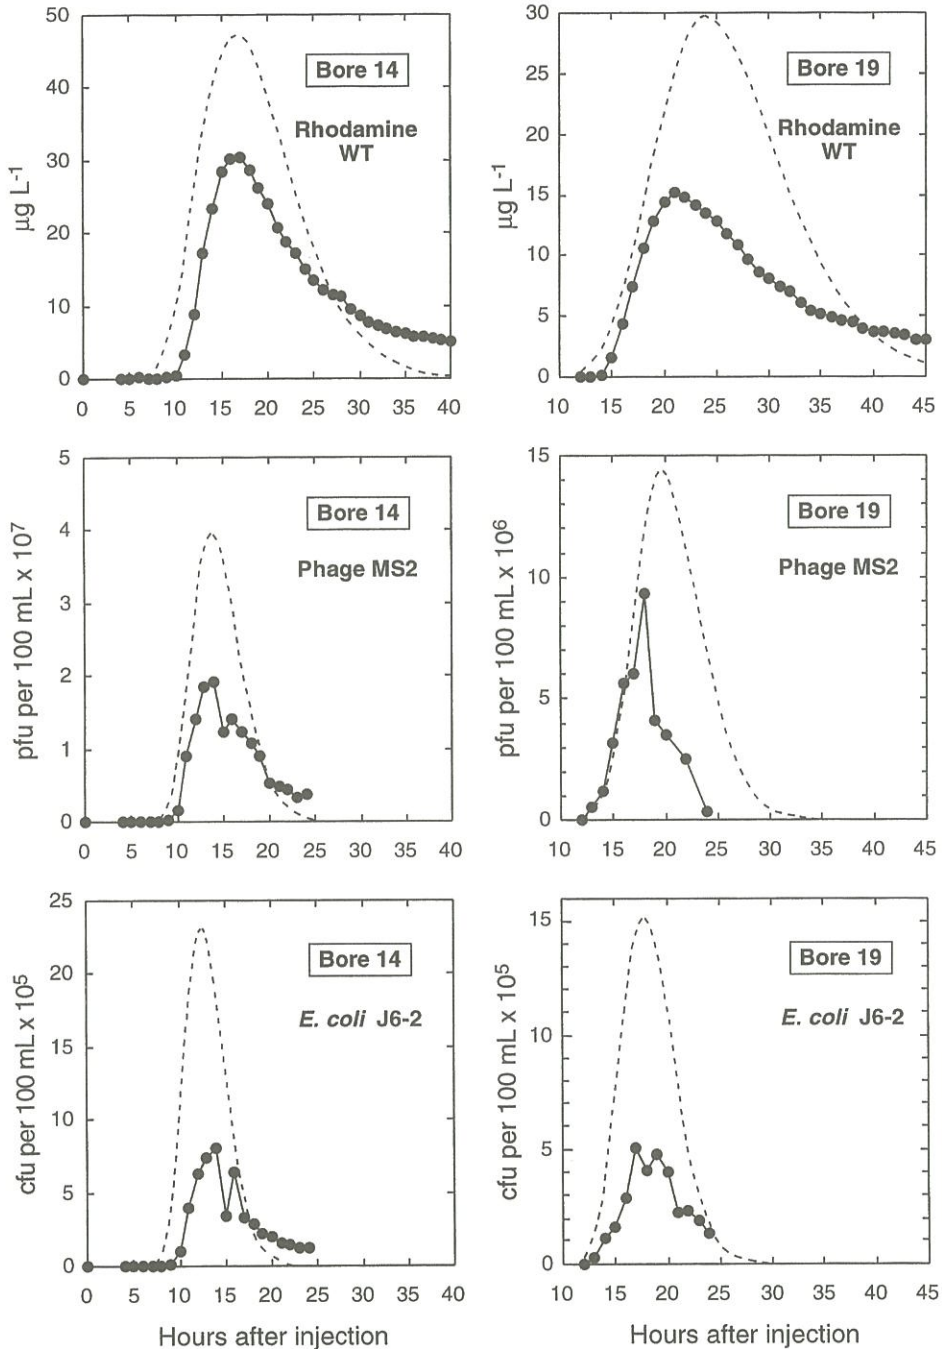 Bore 14
Rhodamine
WT
µg L⁻¹
50
40
30
20
10
0
0 5 10 15 20 25 30 35 40
Bore 19
Rhodamine
WT
µg L⁻¹
30
25
20
15
10
5
0
10 15 20 25 30 35 40 45
Bore 14
Phage MS2
pfu per 100 mL x 10⁷
5
4
3
2
1
0
0 5 10 15 20 25 30 35 40
Bore 19
Phage MS2
pfu per 100 mL x 10⁶
15
10
5
0
10 15 20 25 30 35 40 45
Bore 14
E. coli J6-2
cfu per 100 mL x 10⁵
25
20
15
10
5
0
0 5 10 15 20 25 30 35 40
Hours after injection
Bore 19
E. coli J6-2
cfu per 100 mL x 10⁵
15
10
5
0
10 15 20 25 30 35 40 45
Hours after injection